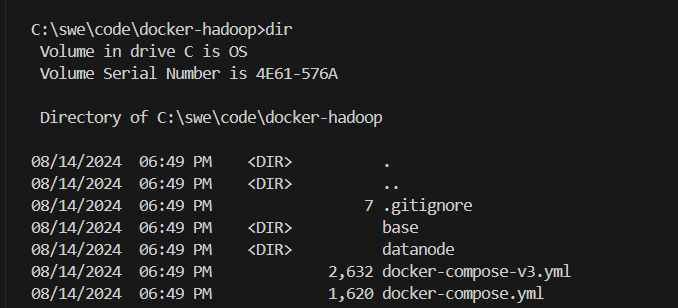 C:\swe\code\docker-hadoop>dir
Volume in drive C is OS
Volume Serial Number is 4E61-576A
Directory of C:\swe\code\docker-hadoop
08/14/2024  06:49 PM    <DIR>          .
08/14/2024  06:49 PM    <DIR>          ..
08/14/2024  06:49 PM                 7 .gitignore
08/14/2024  06:49 PM    <DIR>          base
08/14/2024  06:49 PM    <DIR>          datanode
08/14/2024  06:49 PM             2,632 docker-compose-v3.yml
08/14/2024  06:49 PM             1,620 docker-compose.yml